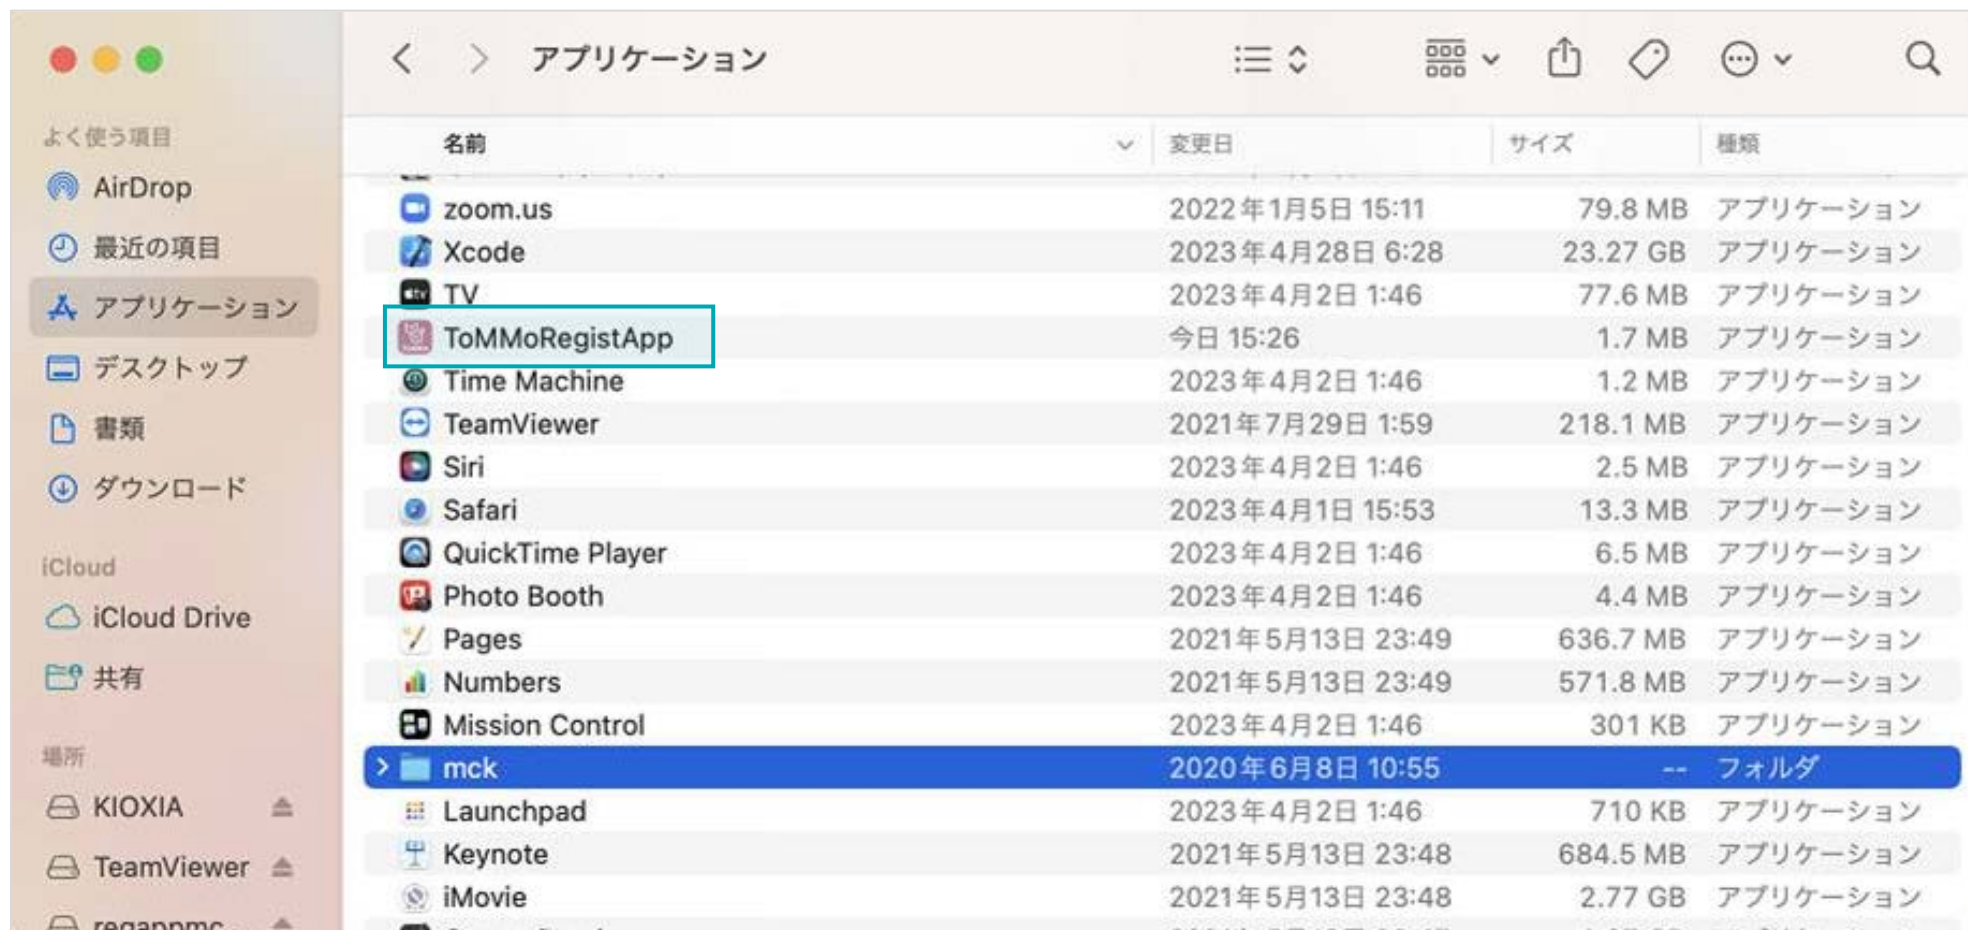 アプリケーション
よく使う項目
AirDrop
最近の項目
アプリケーション
デスクトップ
書類
ダウンロード
iCloud
iCloud Drive
共有
場所
KIOXIA
TeamViewer
regappmc
名前 変更日 サイズ 種類
zoom.us 2022年1月5日 15:11 79.8 MB アプリケーション
Xcode 2023年4月28日 6:28 23.27 GB アプリケーション
TV 2023年4月2日 1:46 77.6 MB アプリケーション
ToMMoRegistApp 今日 15:26 1.7 MB アプリケーション
Time Machine 2023年4月2日 1:46 1.2 MB アプリケーション
TeamViewer 2021年7月29日 1:59 218.1 MB アプリケーション
Siri 2023年4月2日 1:46 2.5 MB アプリケーション
Safari 2023年4月1日 15:53 13.3 MB アプリケーション
QuickTime Player 2023年4月2日 1:46 6.5 MB アプリケーション
Photo Booth 2023年4月2日 1:46 4.4 MB アプリケーション
Pages 2021年5月13日 23:49 636.7 MB アプリケーション
Numbers 2021年5月13日 23:49 571.8 MB アプリケーション
Mission Control 2023年4月2日 1:46 301 KB アプリケーション
mck 2020年6月8日 10:55 -- フォルダ
Launchpad 2023年4月2日 1:46 710 KB アプリケーション
Keynote 2021年5月13日 23:48 684.5 MB アプリケーション
iMovie 2021年5月13日 23:48 2.77 GB アプリケーション